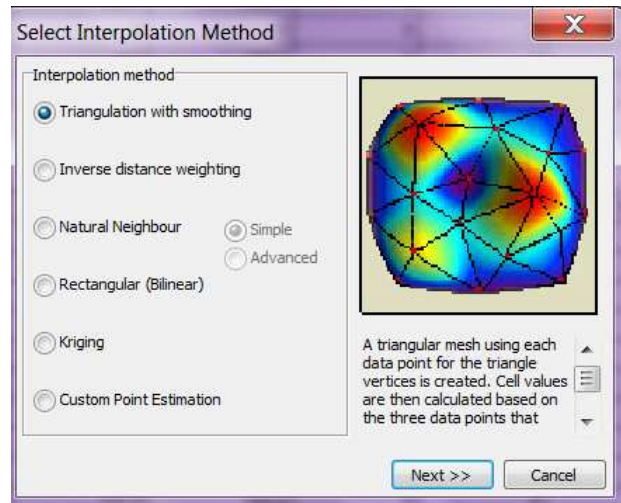 Select Interpolation Method
X
Interpolation method
Triangulation with smoothing
Inverse distance weighting
Natural Neighbour
Simple
Advanced
Rectangular (Bilinear)
Kriging
Custom Point Estimation
A triangular mesh using each
data point for the triangle
vertices is created. Cell values
are then calculated based on
the three data points that
Next >>
Cancel